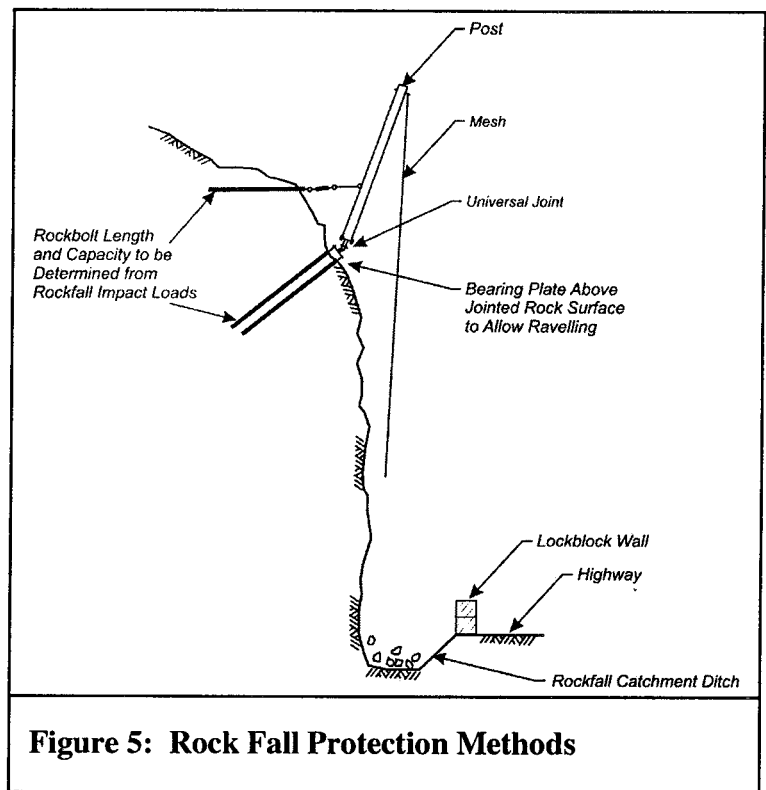 Post
Mesh
Universal Joint
Rockbolt Length
and Capacity to be
Determined from
Rockfall Impact Loads
Bearing Plate Above
Jointed Rock Surface
to Allow Ravelling
Lockblock Wall
Highway
Rockfall Catchment Ditch
Figure 5: Rock Fall Protection Methods